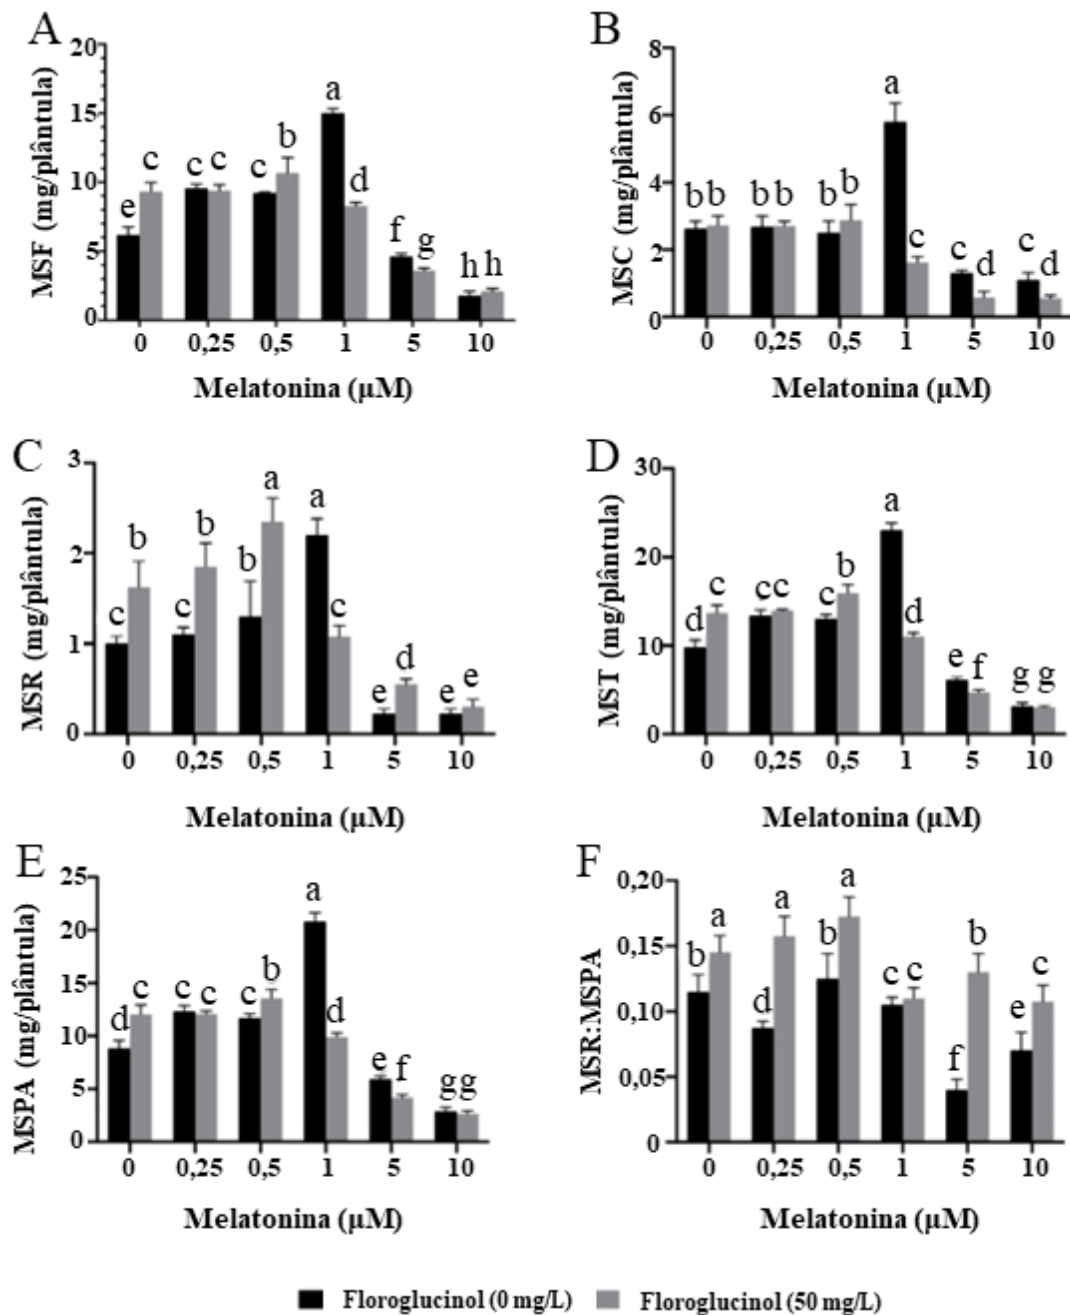 A
MSF (mg/plântula)
20
15
10
5
0
e c c c c b a d f g h h
0 0,25 0,5 1 5 10
Melatonina (µM)
B
MSC (mg/plântula)
8
6
4
2
0
b b b b b b a c c d c d
0 0,25 0,5 1 5 10
Melatonina (µM)
C
MSR (mg/plântula)
3
2
1
0
c b c b b a a c e d e e
0 0,25 0,5 1 5 10
Melatonina (µM)
D
MST (mg/plântula)
30
20
10
0
d c c c c b a d e f g g
0 0,25 0,5 1 5 10
Melatonina (µM)
E
MSPA (mg/plântula)
25
20
15
10
5
0
d c c c c b a d e f g g
0 0,25 0,5 1 5 10
Melatonina (µM)
F
MSR:MSPA
0,20
0,15
0,10
0,05
0
b a d a b a c c f b e c
0 0,25 0,5 1 5 10
Melatonina (µM)
Floroglucinol (0 mg/L) Floroglucinol (50 mg/L)